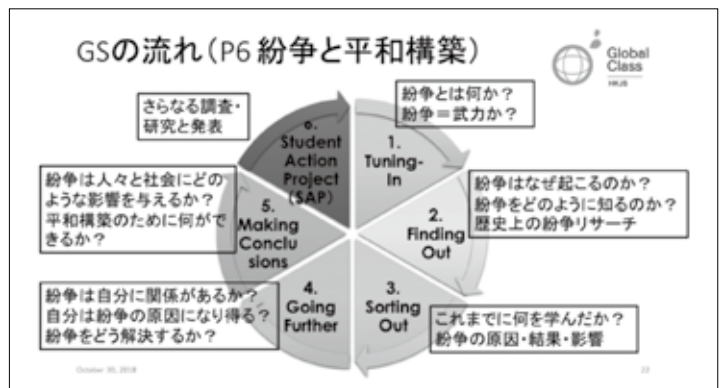 GSの流れ(P6 紛争と平和構築)
Global
Class
HKJS
さらなる調査・
研究と発表
紛争とは何か?
紛争=武力か?
6.
Student
Action
Project
(SAP)
1.
Tuning-
In
紛争は人々と社会にどの
ような影響を与えるか?
平和構築のために何がで
きるか?
紛争はなぜ起こるのか?
紛争をどのように知るのか?
歴史上の紛争リサーチ
5.
Making
Conclu
sions
2.
Finding
Out
紛争は自分に関係があるか?
自分は紛争の原因になり得る?
紛争をどう解決するか?
4.
Going
Further
3.
Sorting
Out
これまでに何を学んだか?
紛争の原因・結果・影響
October 30, 2018
22